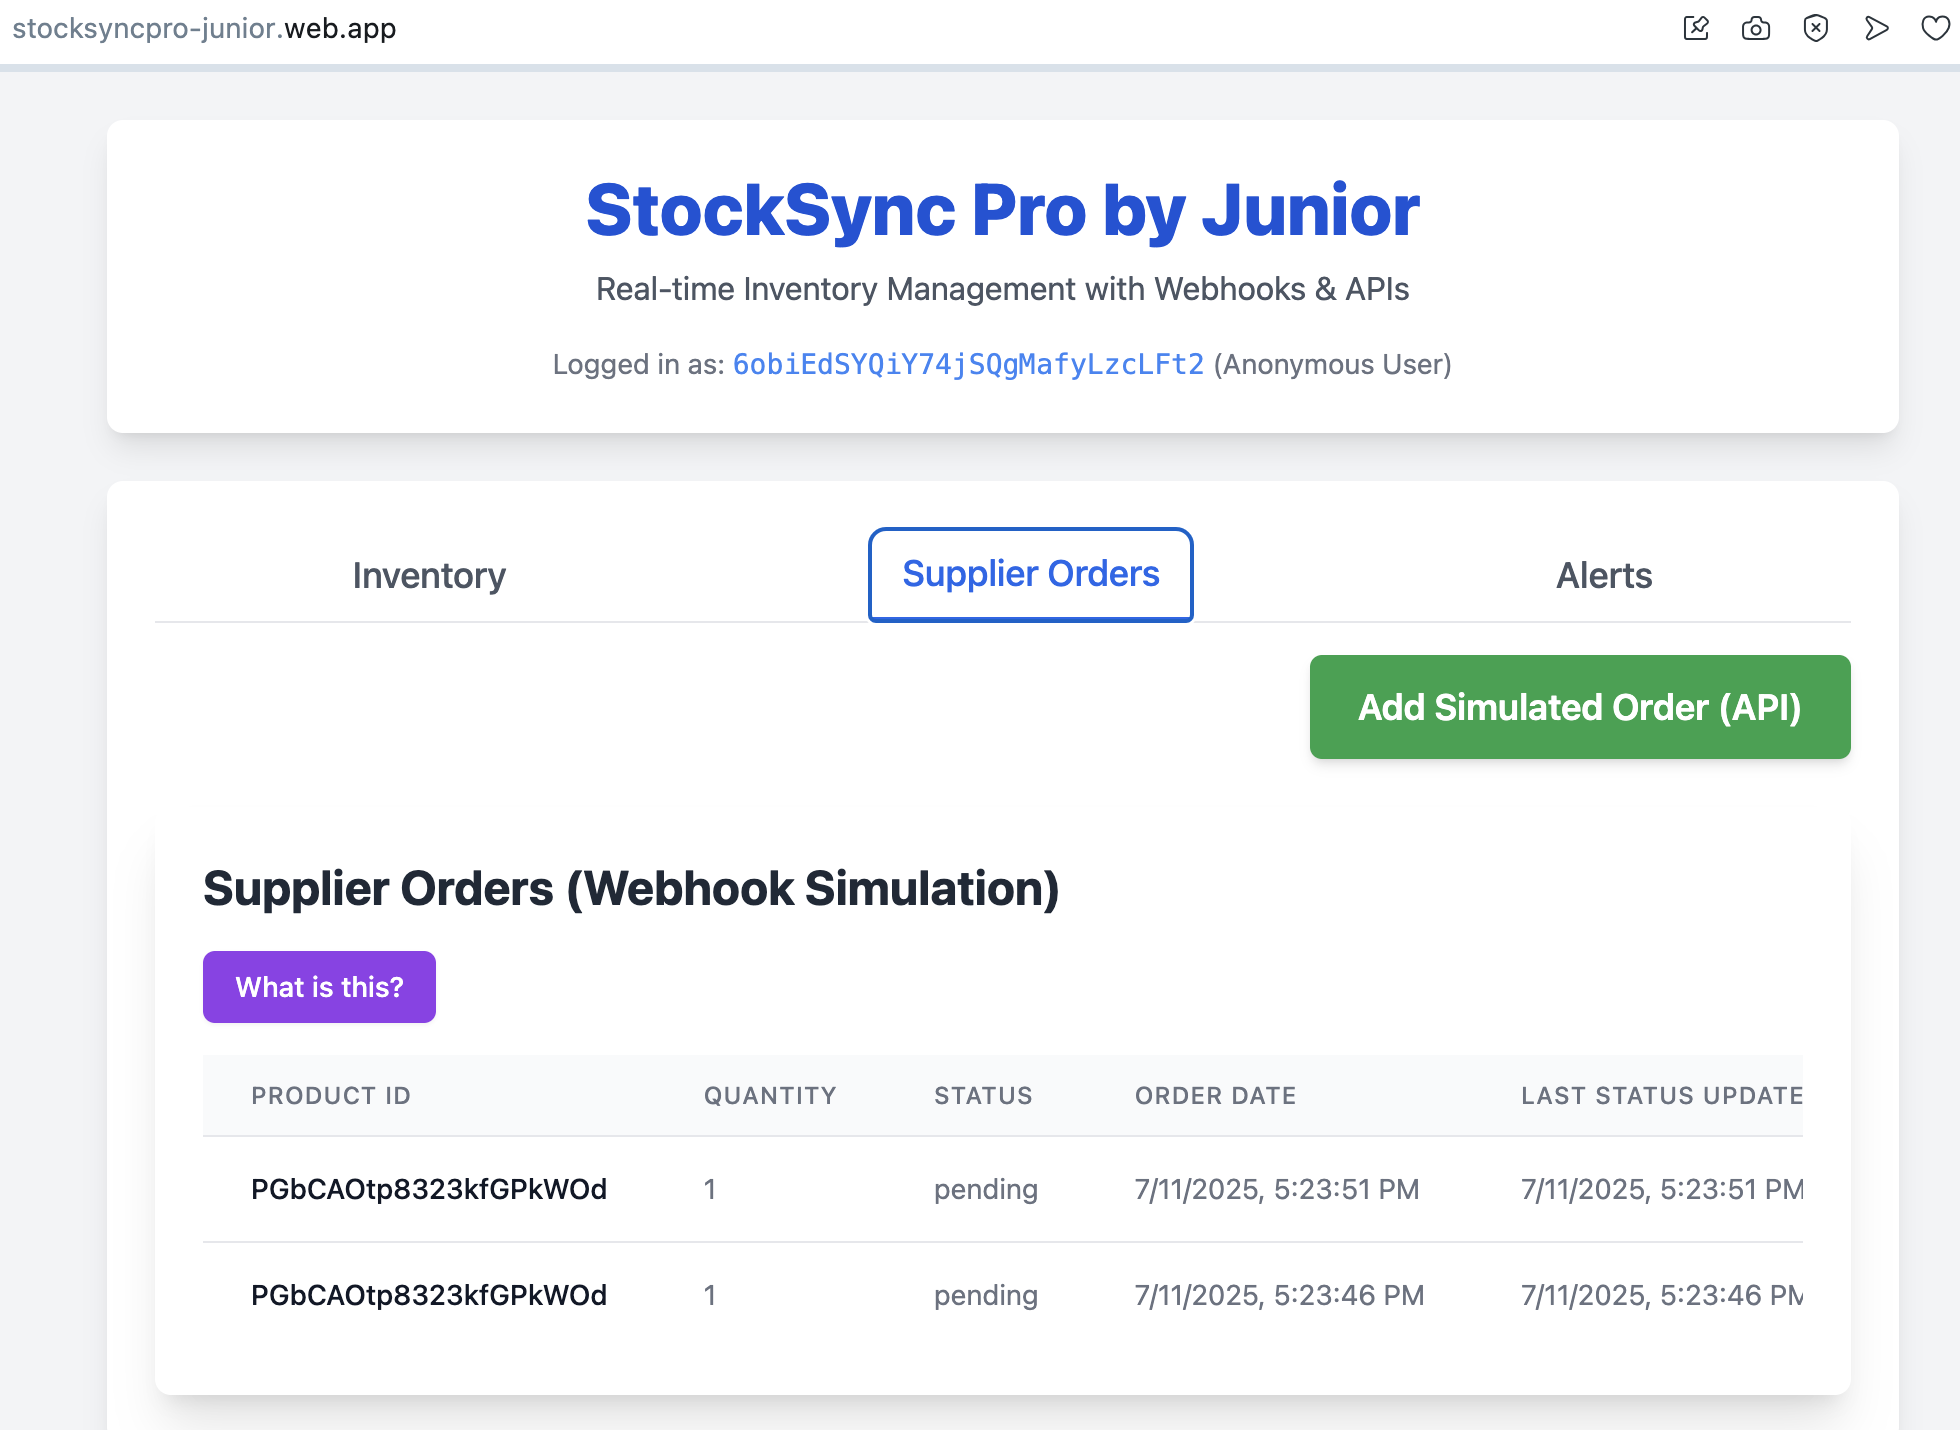 stocksyncpro-junior.web.app
StockSync Pro by Junior
Real-time Inventory Management with Webhooks & APIs
Logged in as: 6obiEdSYQiY74jSQgMafyLzcLFt2 (Anonymous User)
Inventory Supplier Orders Alerts
Add Simulated Order (API)
Supplier Orders (Webhook Simulation)
What is this?
PRODUCT ID QUANTITY STATUS ORDER DATE LAST STATUS UPDATE
PGbCAOtp8323kfGPkWOd 1 pending 7/11/2025, 5:23:51 PM 7/11/2025, 5:23:51 PM
PGbCAOtp8323kfGPkWOd 1 pending 7/11/2025, 5:23:46 PM 7/11/2025, 5:23:46 PM